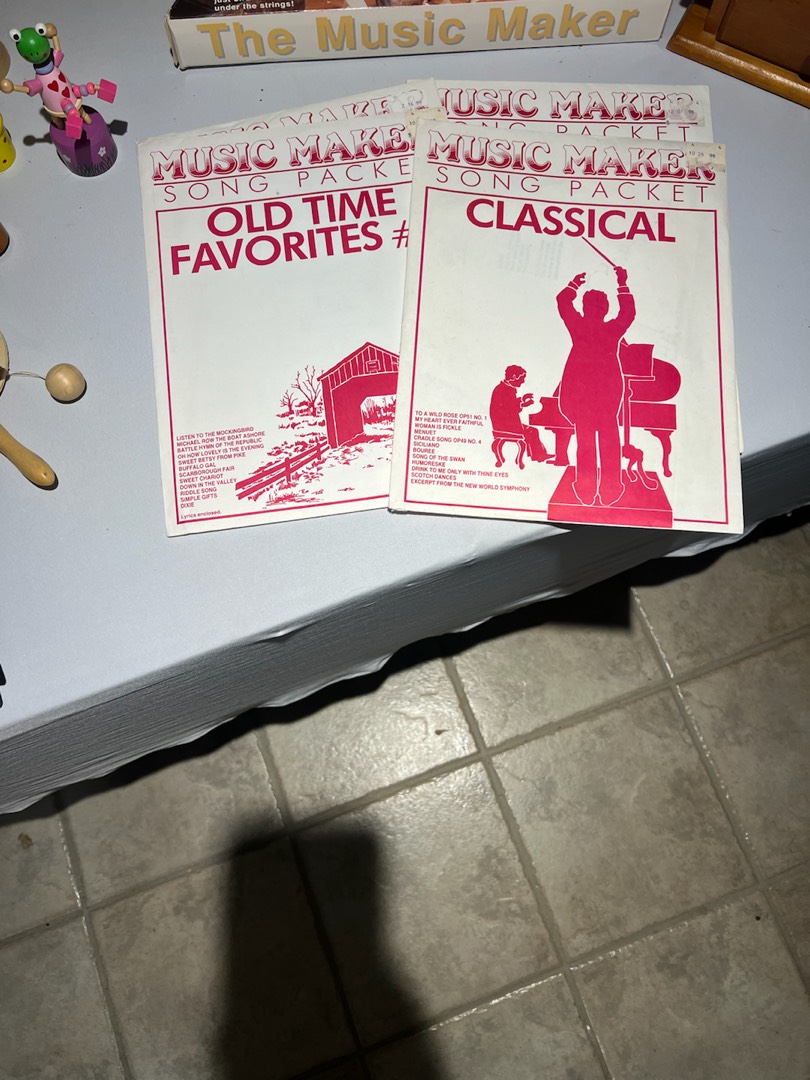 under the strings!
The Music Maker
MUSIC MAKER
MUSIC MAKER
SONG PACKET
MUSIC MAKER
SONG PACKE
OLD TIME
FAVORITES #
LISTEN TO THE MOCKINGBIRD
MICHAEL ROW THE BOAT ASHORE
BATTLE HYMN OF THE REPUBLIC
OH HOW LOVELY IS THE EVENING
SWEET BETSY FROM PIKE
BUFFALO GAL
SCARBOROUGH FAIR
SWEET CHARIOT
DOWN IN THE VALLEY
RIDDLE SONG
SIMPLE GIFTS
DIXIE
Lyrics enclosed.
MUSIC MAKER
SONG PACKET
CLASSICAL
TO A WILD ROSE OP51 NO. 1
MY HEART EVER FAITHFUL
WOMAN IS FICKLE
MENUET
CRADLE SONG OP49 NO. 4
SICILIANO
BOUREE
SONG OF THE SWAN
HUMORESKE
DRINK TO ME ONLY WITH THINE EYES
SCOTCH DANCES
EXCERPT FROM THE NEW WORLD SYMPHONY